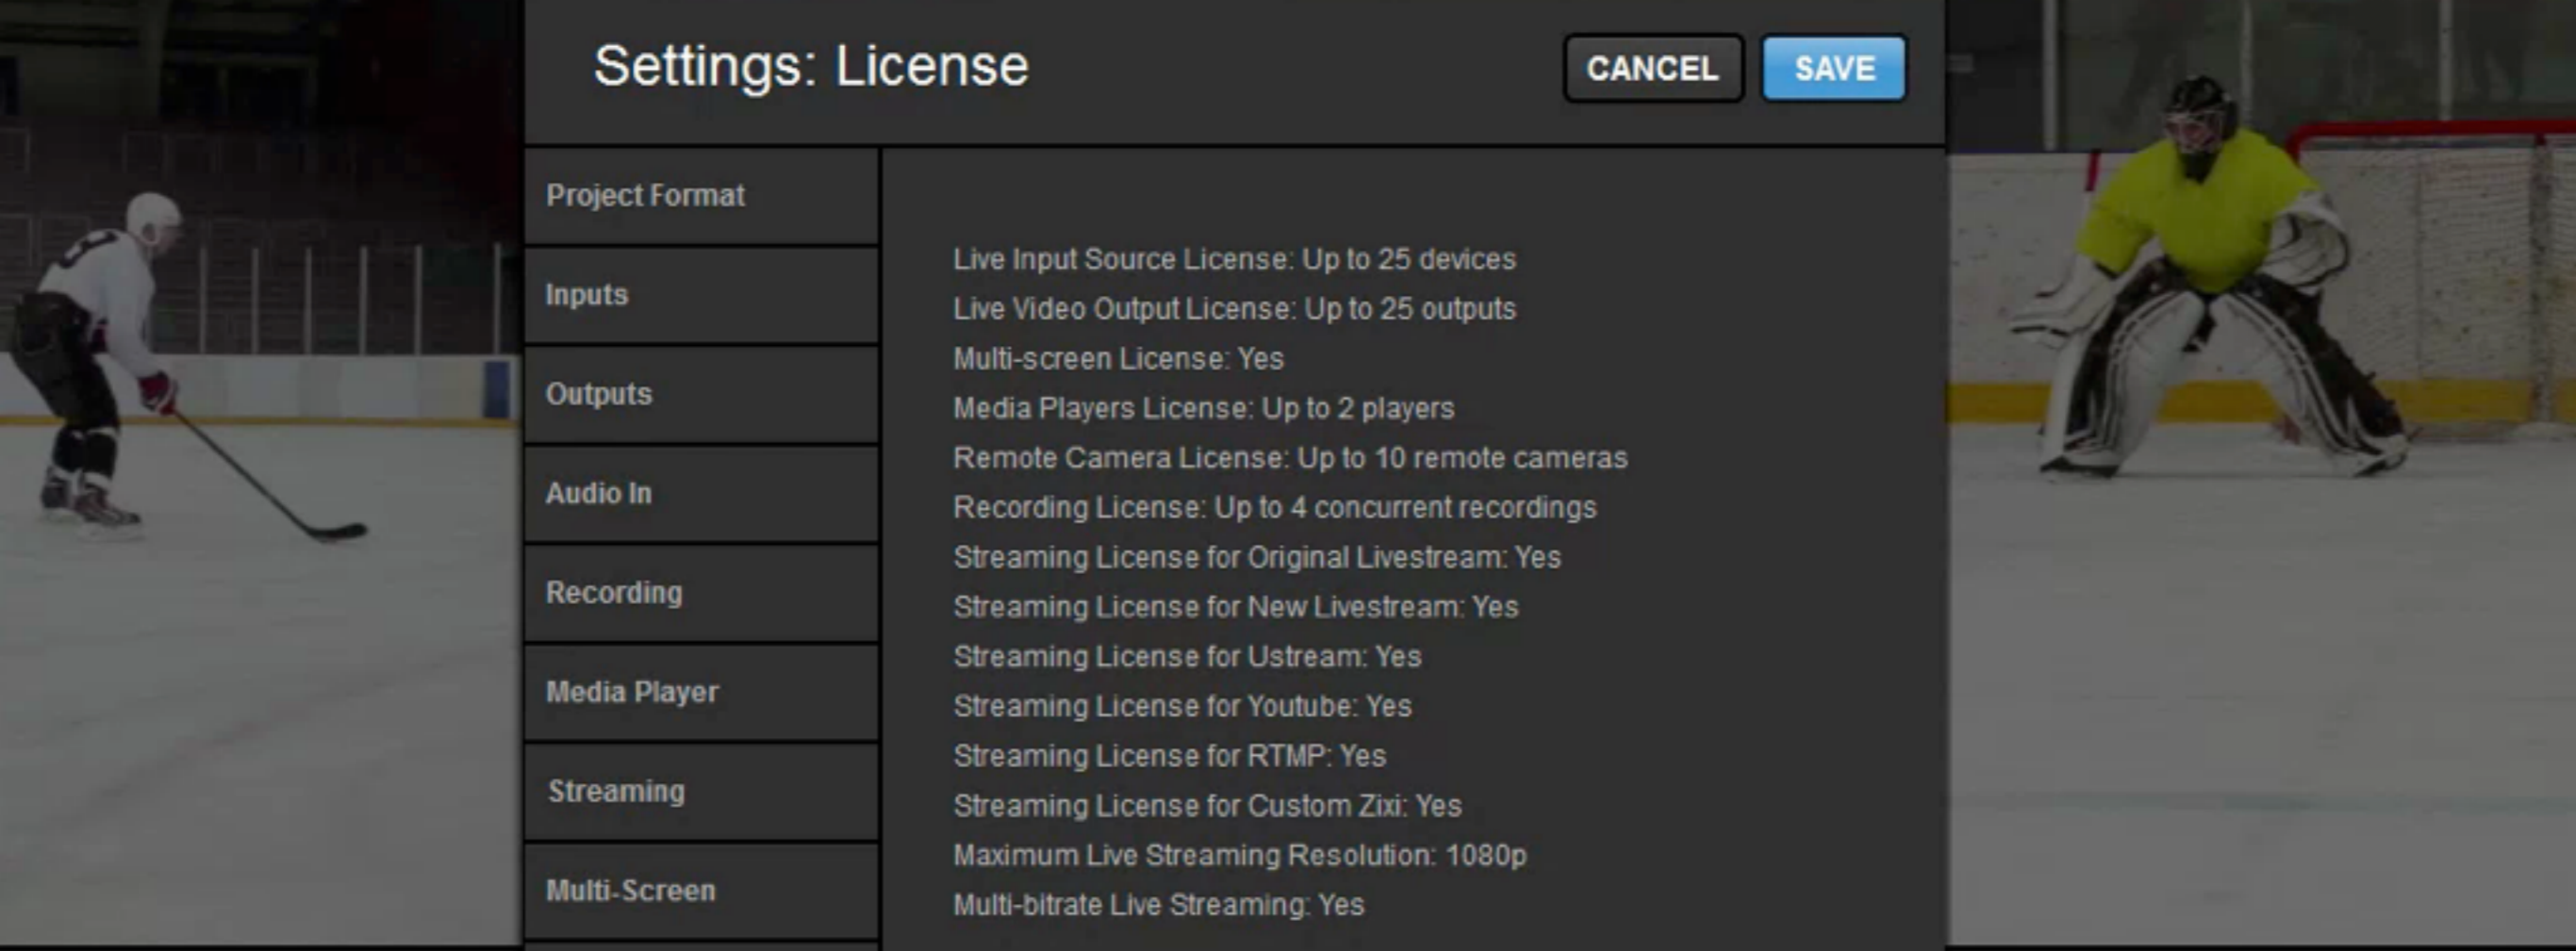 Settings: License
CANCEL
SAVE
Project Format
Inputs
Outputs
Audio In
Recording
Media Player
Streaming
Multi-Screen
Live Input Source License: Up to 25 devices
Live Video Output License: Up to 25 outputs
Multi-screen License: Yes
Media Players License: Up to 2 players
Remote Camera License: Up to 10 remote cameras
Recording License: Up to 4 concurrent recordings
Streaming License for Original Livestream: Yes
Streaming License for New Livestream: Yes
Streaming License for Ustream: Yes
Streaming License for Youtube: Yes
Streaming License for RTMP: Yes
Streaming License for Custom Zixi: Yes
Maximum Live Streaming Resolution: 1080p
Multi-bitrate Live Streaming: Yes